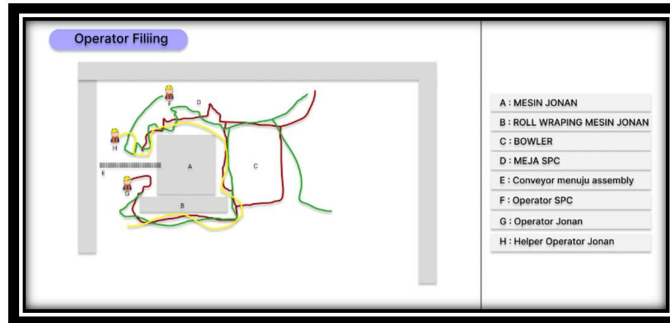 Operator Filiing
F
D
H
A
C
E
G
B
A : MESIN JONAN
B : ROLL WRAPING MESIN JONAN
C : BOWLER
D : MEJA SPC
E : Conveyor menuju assembly
F : Operator SPC
G : Operator Jonan
H : Helper Operator Jonan